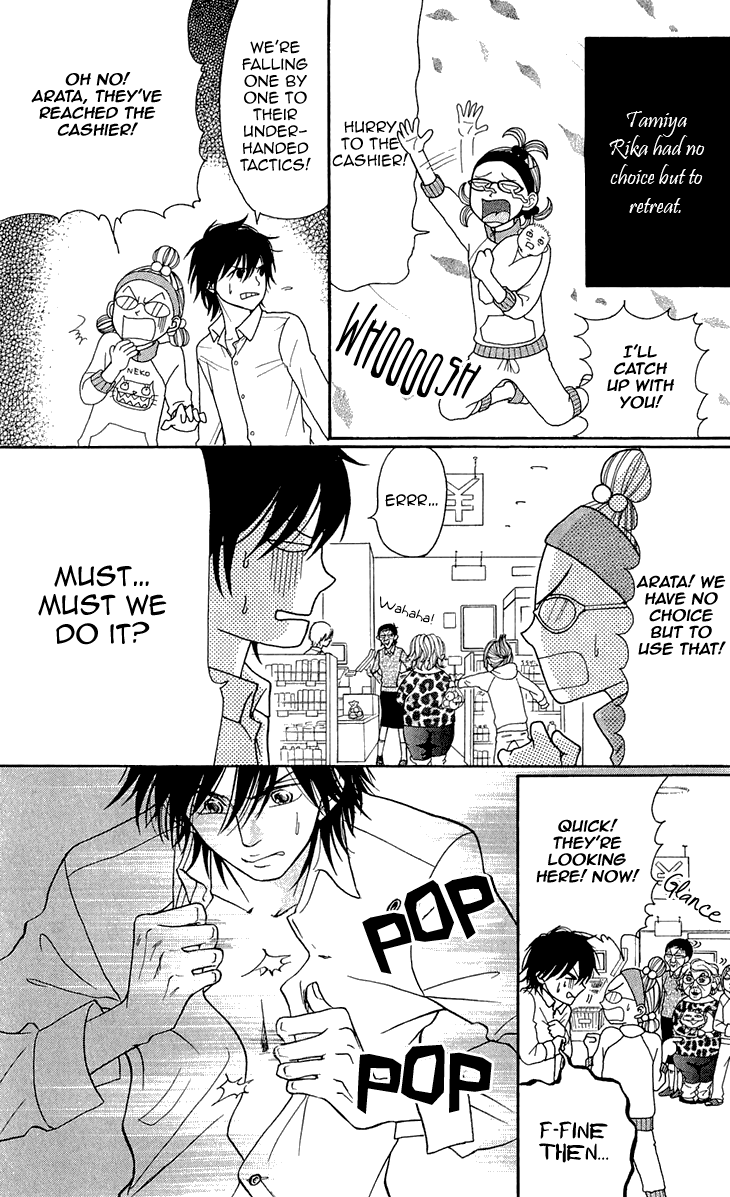 Tamiya
Rika had no
choice but to
retreat.
HURRY
TO THE
CASHIER!
WHOOOOSH
I'LL
CATCH
UP WITH
YOU!
WE'RE
FALLING
ONE BY
ONE TO
THEIR
UNDER-
HANDED
TACTICS!
OH NO!
ARATA, THEY'VE
REACHED THE
CASHIER!
NEKO
ARATA! WE
HAVE NO
CHOICE
BUT TO
USE THAT!
¥
ERRR...
Wahaha!
MUST...
MUST WE
DO IT?
QUICK!
THEY'RE
LOOKING
HERE! NOW!
¥
Glance
F-FINE
THEN...
POP
POP